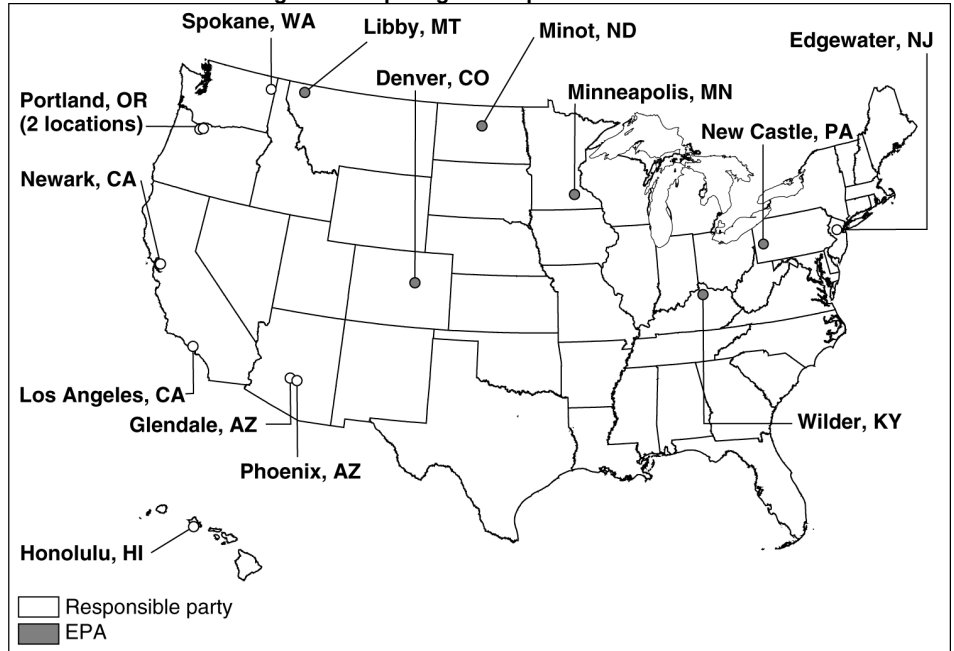 Spokane, WA
Libby, MT
Minot, ND
Edgewater, NJ
Denver, CO
Minneapolis, MN
Portland, OR
(2 locations)
New Castle, PA
Newark, CA
Los Angeles, CA
Glendale, AZ
Wilder, KY
Phoenix, AZ
Honolulu, HI
Responsible party
EPA